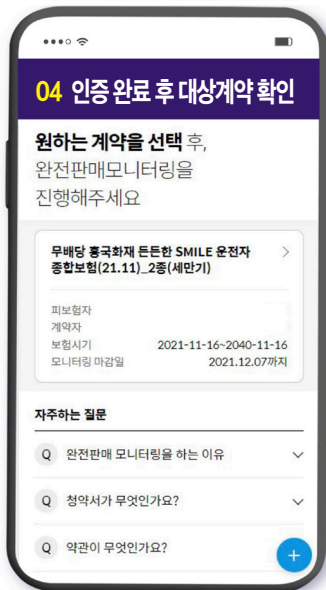 04 인증 완료 후 대상계약 확인
원하는 계약을 선택 후,
완전판매모니터링을
진행해주세요
무배당 흥국화재 든든한 SMILE 운전자
종합보험(21.11)_2종(세만기)
피보험자
계약자
보험시기 2021-11-16~2040-11-16
모니터링 마감일 2021.12.07까지
자주하는 질문
Q 완전판매 모니터링을 하는 이유
Q 청약서가 무엇인가요?
Q 약관이 무엇인가요?